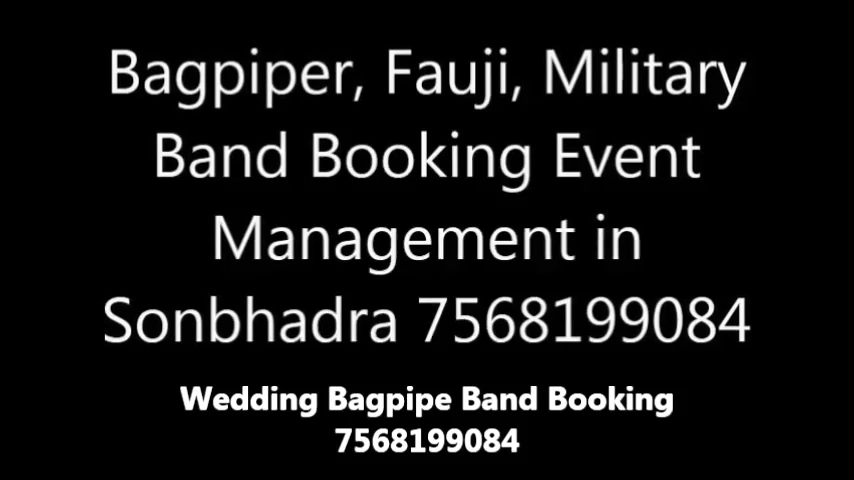 Bagpiper, Fauji, Military
Band Booking Event
Management in
Sonbhadra 7568199084
Wedding Bagpipe Band Booking
7568199084